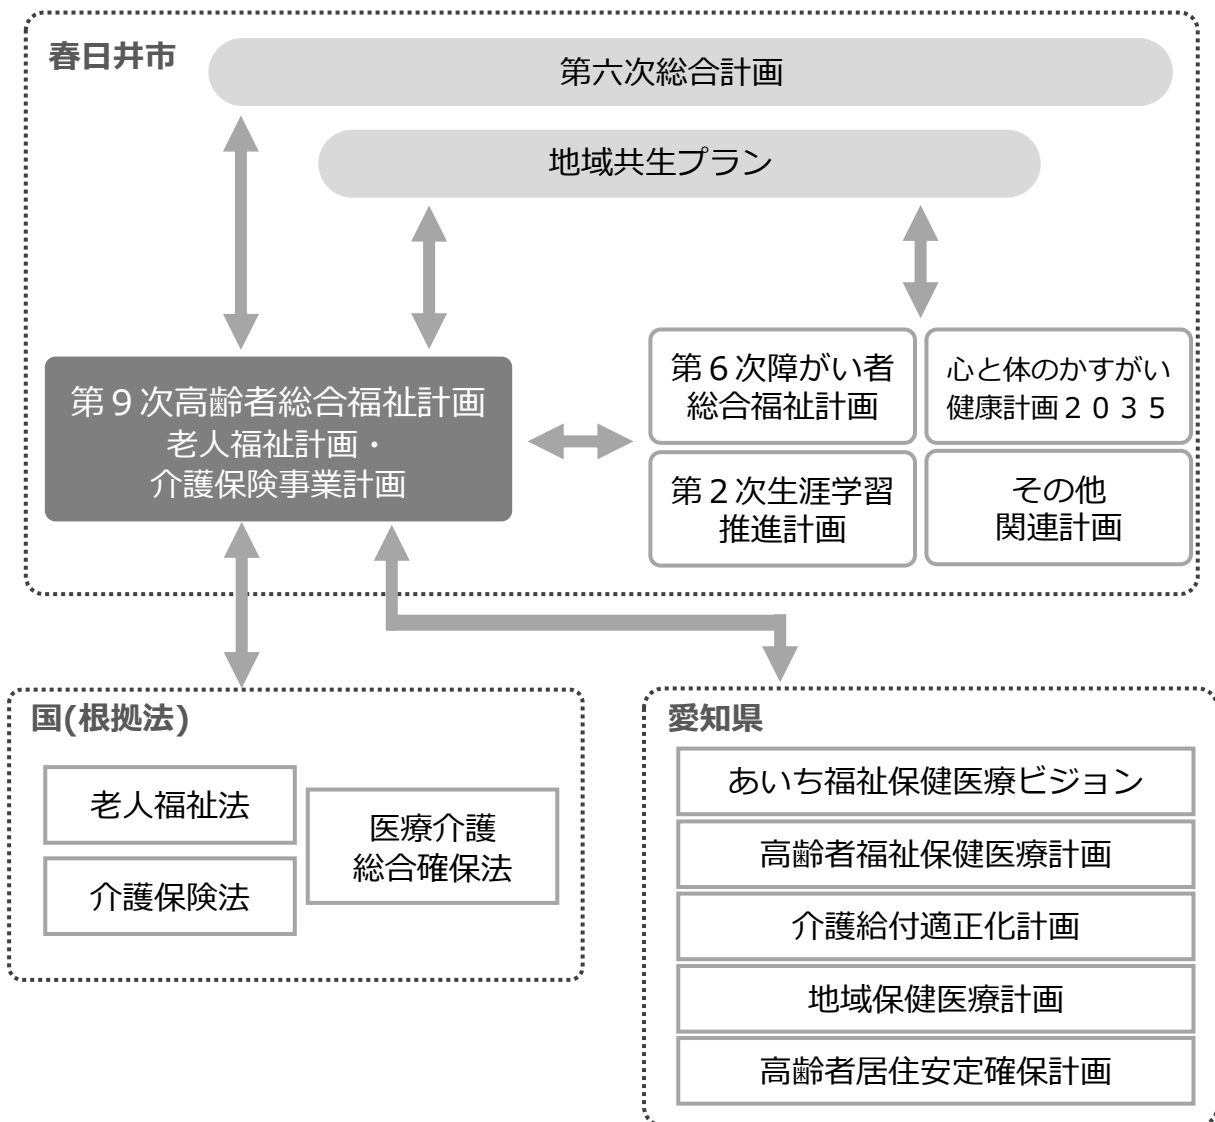 春日井市
第六次総合計画
地域共生プラン
第９次高齢者総合福祉計画
老人福祉計画・
介護保険事業計画
第６次障がい者
総合福祉計画
心と体のかすがい
健康計画２０３５
第２次生涯学習
推進計画
その他
関連計画
国(根拠法)
老人福祉法
介護保険法
医療介護
総合確保法
愛知県
あいち福祉保健医療ビジョン
高齢者福祉保健医療計画
介護給付適正化計画
地域保健医療計画
高齢者居住安定確保計画